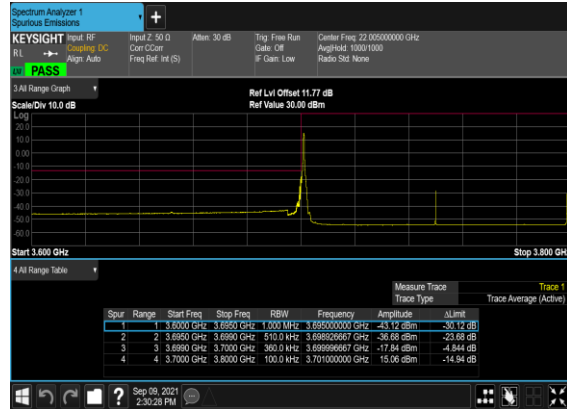 Spectrum Analyzer 1
Spurious Emissions
+
KEYSIGHT Input: RF Input Z: 50 Ω Atten: 30 dB Trig: Free Run Center Freq: 22.005000000 GHz
RL Coupling: DC Corr CCorr Gate: Off Avg|Hold: 1000/1000
Align: Auto Freq Ref: Int (S) IF Gain: Low Radio Std: None
PASS
3 All Range Graph
Ref Lvl Offset 11.77 dB
Scale/Div 10.0 dB Ref Value 30.00 dBm
Log
20.0
10.0
0.00
-10.0
-20.0
-30.0
-40.0
-50.0
-60.0
Start 3.600 GHz Stop 3.800 GH
4 All Range Table
Measure Trace Trace 1
Trace Type Trace Average (Active)
Spur Range Start Freq Stop Freq RBW Frequency Amplitude ΔLimit
1 1 3.6000 GHz 3.6950 GHz 1.000 MHz 3.695000000 GHz -43.12 dBm -30.12 dB
2 2 3.6950 GHz 3.6990 GHz 510.0 kHz 3.698926667 GHz -36.68 dBm -23.68 dB
3 3 3.6990 GHz 3.7000 GHz 360.0 kHz 3.699996667 GHz -17.84 dBm -4.844 dB
4 4 3.7000 GHz 3.8000 GHz 100.0 kHz 3.701000000 GHz 15.06 dBm -14.94 dB
? Sep 09, 2021
2:30:28 PM